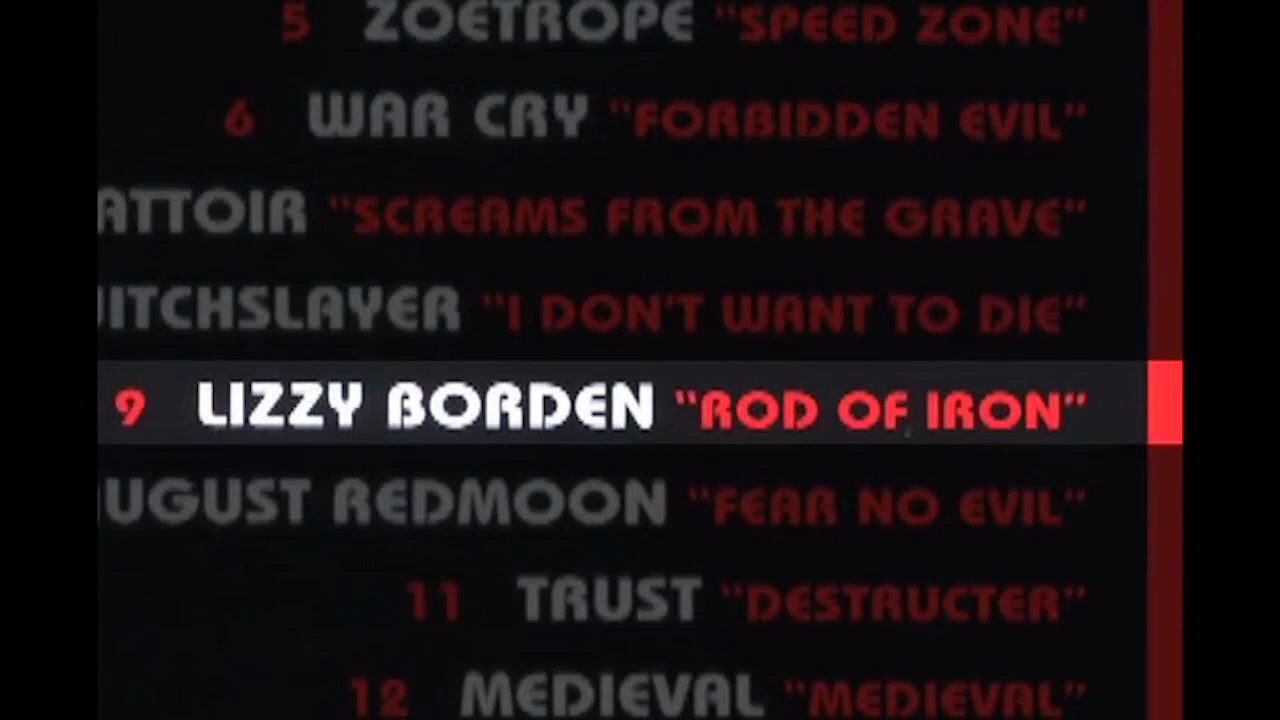 5 ZOETROPE "SPEED ZONE"
6 WAR CRY "FORBIDDEN EVIL"
ATTOIR "SCREAMS FROM THE GRAVE"
ITCHSLAYER "I DON'T WANT TO DIE"
9 LIZZY BORDEN "ROD OF IRON"
UGUST REDMOON "FEAR NO EVIL"
11 TRUST "DESTRUCTER"
12 MEDIEVAL "MEDIEVAL"